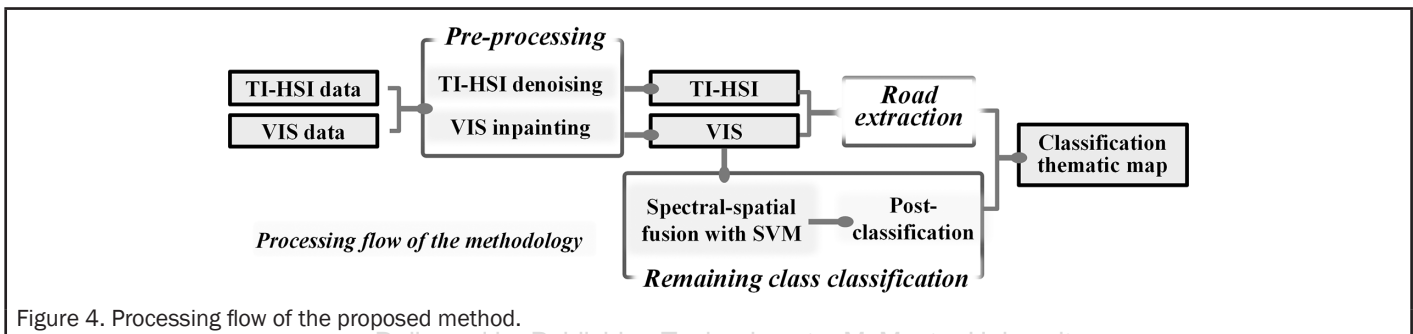 Pre-processing
TI-HSI data
VIS data
TI-HSI denoising
VIS inpainting
TI-HSI
VIS
Road
extraction
Classification
thematic map
Spectral-spatial
fusion with SVM
Post-
classification
Processing flow of the methodology
Remaining class classification
Figure 4. Processing flow of the proposed method.